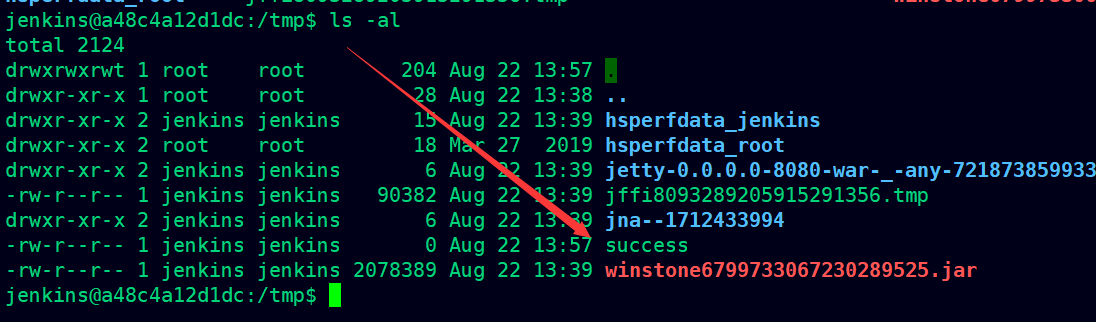 jenkins@a48c4a12d1dc:/tmp$ ls -al
total 2124
drwxrwxrwt 1 root    root        204 Aug 22 13:57 .
drwxr-xr-x 1 root    root         28 Aug 22 13:38 ..
drwxr-xr-x 2 jenkins jenkins      15 Aug 22 13:39 hsperfdata_jenkins
drwxr-xr-x 2 root    root         18 Mar 27  2019 hsperfdata_root
drwxr-xr-x 2 jenkins jenkins       6 Aug 22 13:39 jetty-0.0.0.0-8080-war-_-any-721873859933
-rw-r--r-- 1 jenkins jenkins   90382 Aug 22 13:39 jffi8093289205915291356.tmp
drwxr-xr-x 2 jenkins jenkins       6 Aug 22 13:39 jna--1712433994
-rw-r--r-- 1 jenkins jenkins       0 Aug 22 13:57 success
-rw-r--r-- 1 jenkins jenkins 2078389 Aug 22 13:39 winstone6799733067230289525.jar
jenkins@a48c4a12d1dc:/tmp$